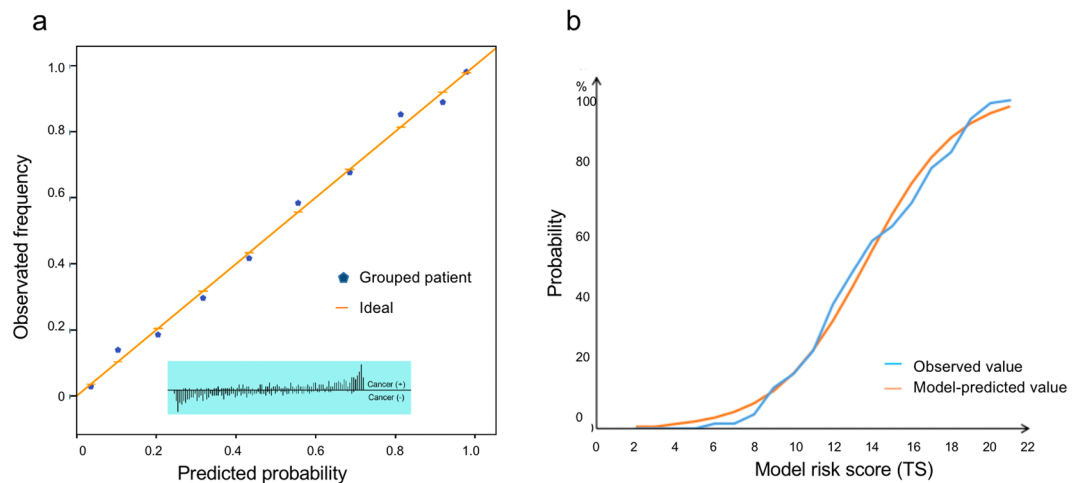 a
Observated frequency
1.0
0.8
0.6
0.4
0.2
0
Grouped patient
Ideal
Cancer (+)
Cancer (-)
0
0.2
0.4
0.6
0.8
1.0
Predicted probability
b
%
100
80
60
40
20
0
Probability
Observed value
Model-predicted value
0
2
4
6
8
10
12
14
16
18
20
22
Model risk score (TS)